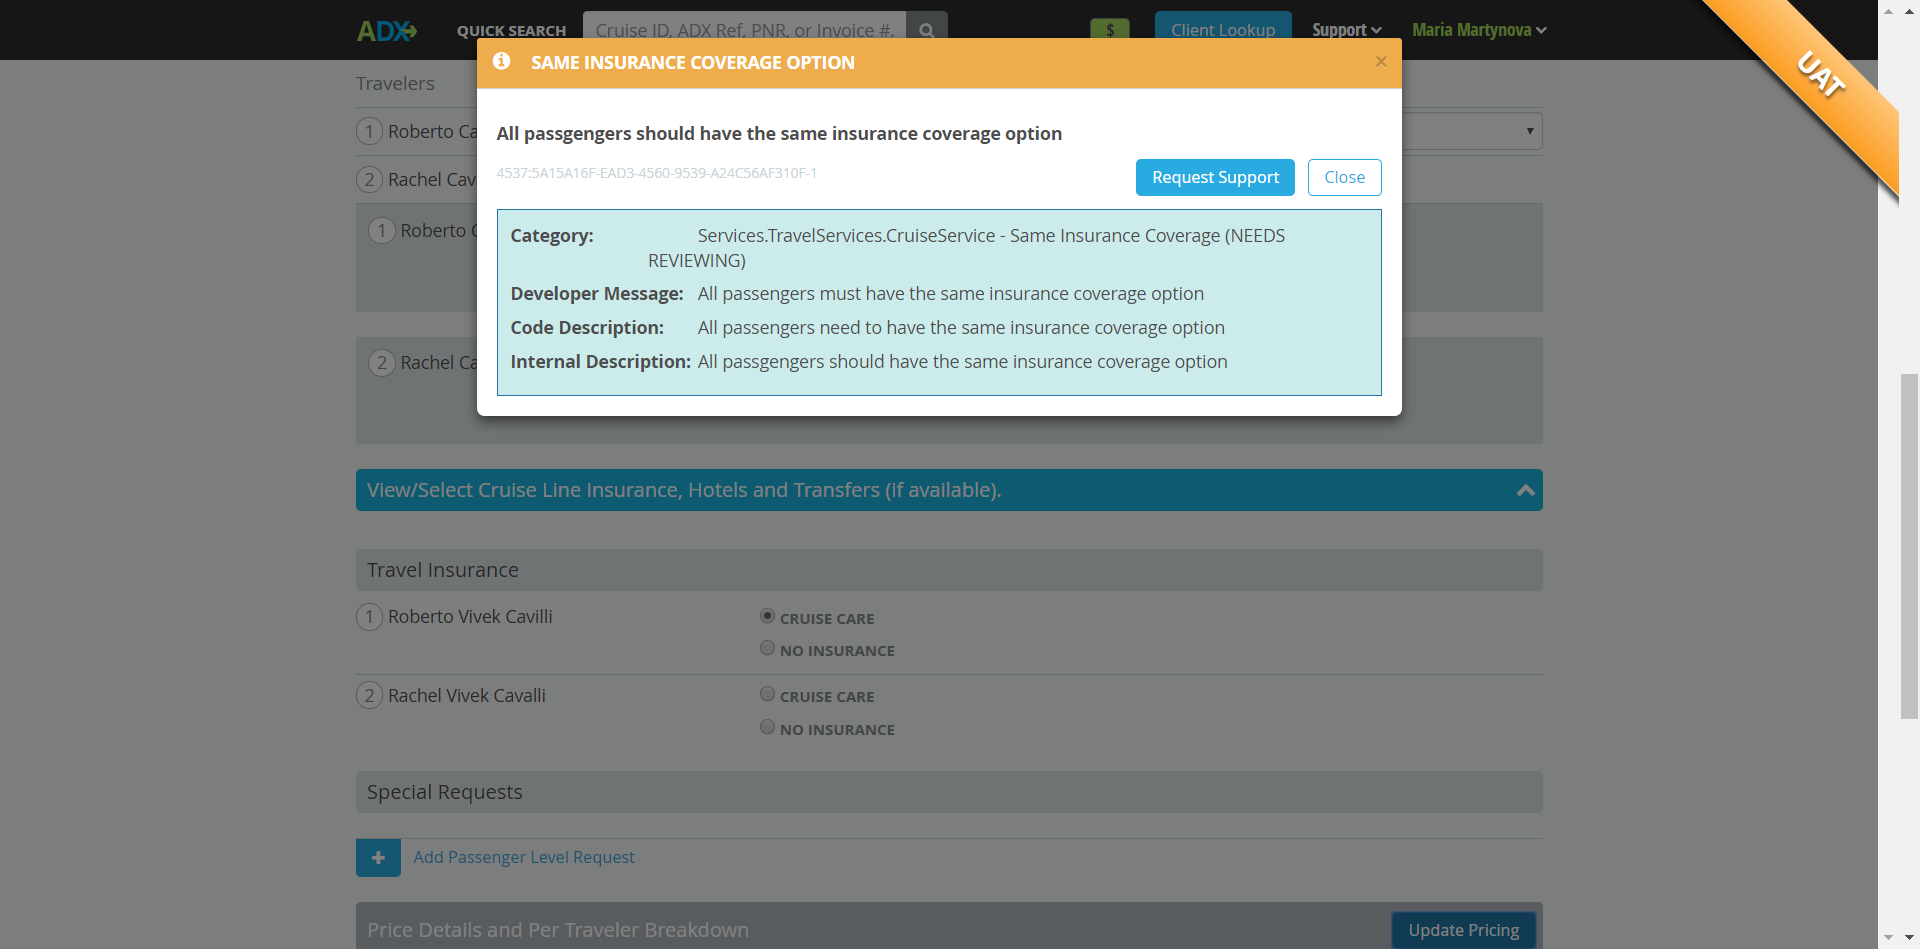 ADX
QUICK SEARCH
Cruise ID, ADX Ref, PNR, or Invoice #.
$
Client Lookup
Support
Maria Martynova
UAT
SAME INSURANCE COVERAGE OPTION
×
All passgengers should have the same insurance coverage option
4537:5A15A16F-EAD3-4560-9539-A24C56AF310F-1
Request Support
Close
Category: Services.TravelServices.CruiseService - Same Insurance Coverage (NEEDS
REVIEWING)
Developer Message: All passengers must have the same insurance coverage option
Code Description: All passengers need to have the same insurance coverage option
Internal Description: All passgengers should have the same insurance coverage option
Travelers
1 Roberto Ca
2 Rachel Cav
1 Roberto
2 Rachel Ca
View/Select Cruise Line Insurance, Hotels and Transfers (if available).
Travel Insurance
1 Roberto Vivek Cavilli
CRUISE CARE
NO INSURANCE
2 Rachel Vivek Cavalli
CRUISE CARE
NO INSURANCE
Special Requests
+ Add Passenger Level Request
Price Details and Per Traveler Breakdown
Update Pricing